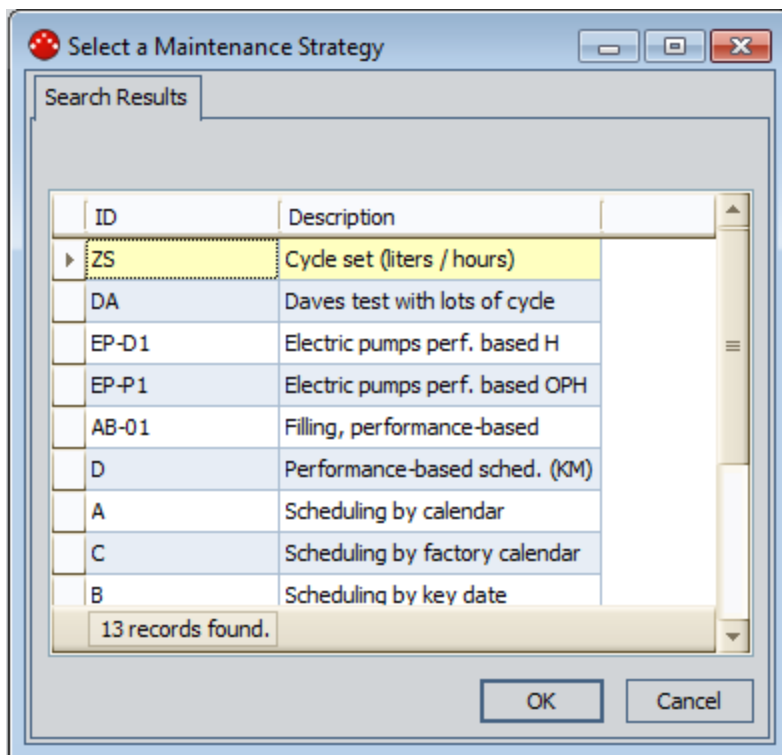 Select a Maintenance Strategy
Search Results
ID Description
ZS Cycle set (liters / hours)
DA Daves test with lots of cycle
EP-D1 Electric pumps perf. based H
EP-P1 Electric pumps perf. based OPH
AB-01 Filling, performance-based
D Performance-based sched. (KM)
A Scheduling by calendar
C Scheduling by factory calendar
B Scheduling by key date
13 records found.
OK Cancel